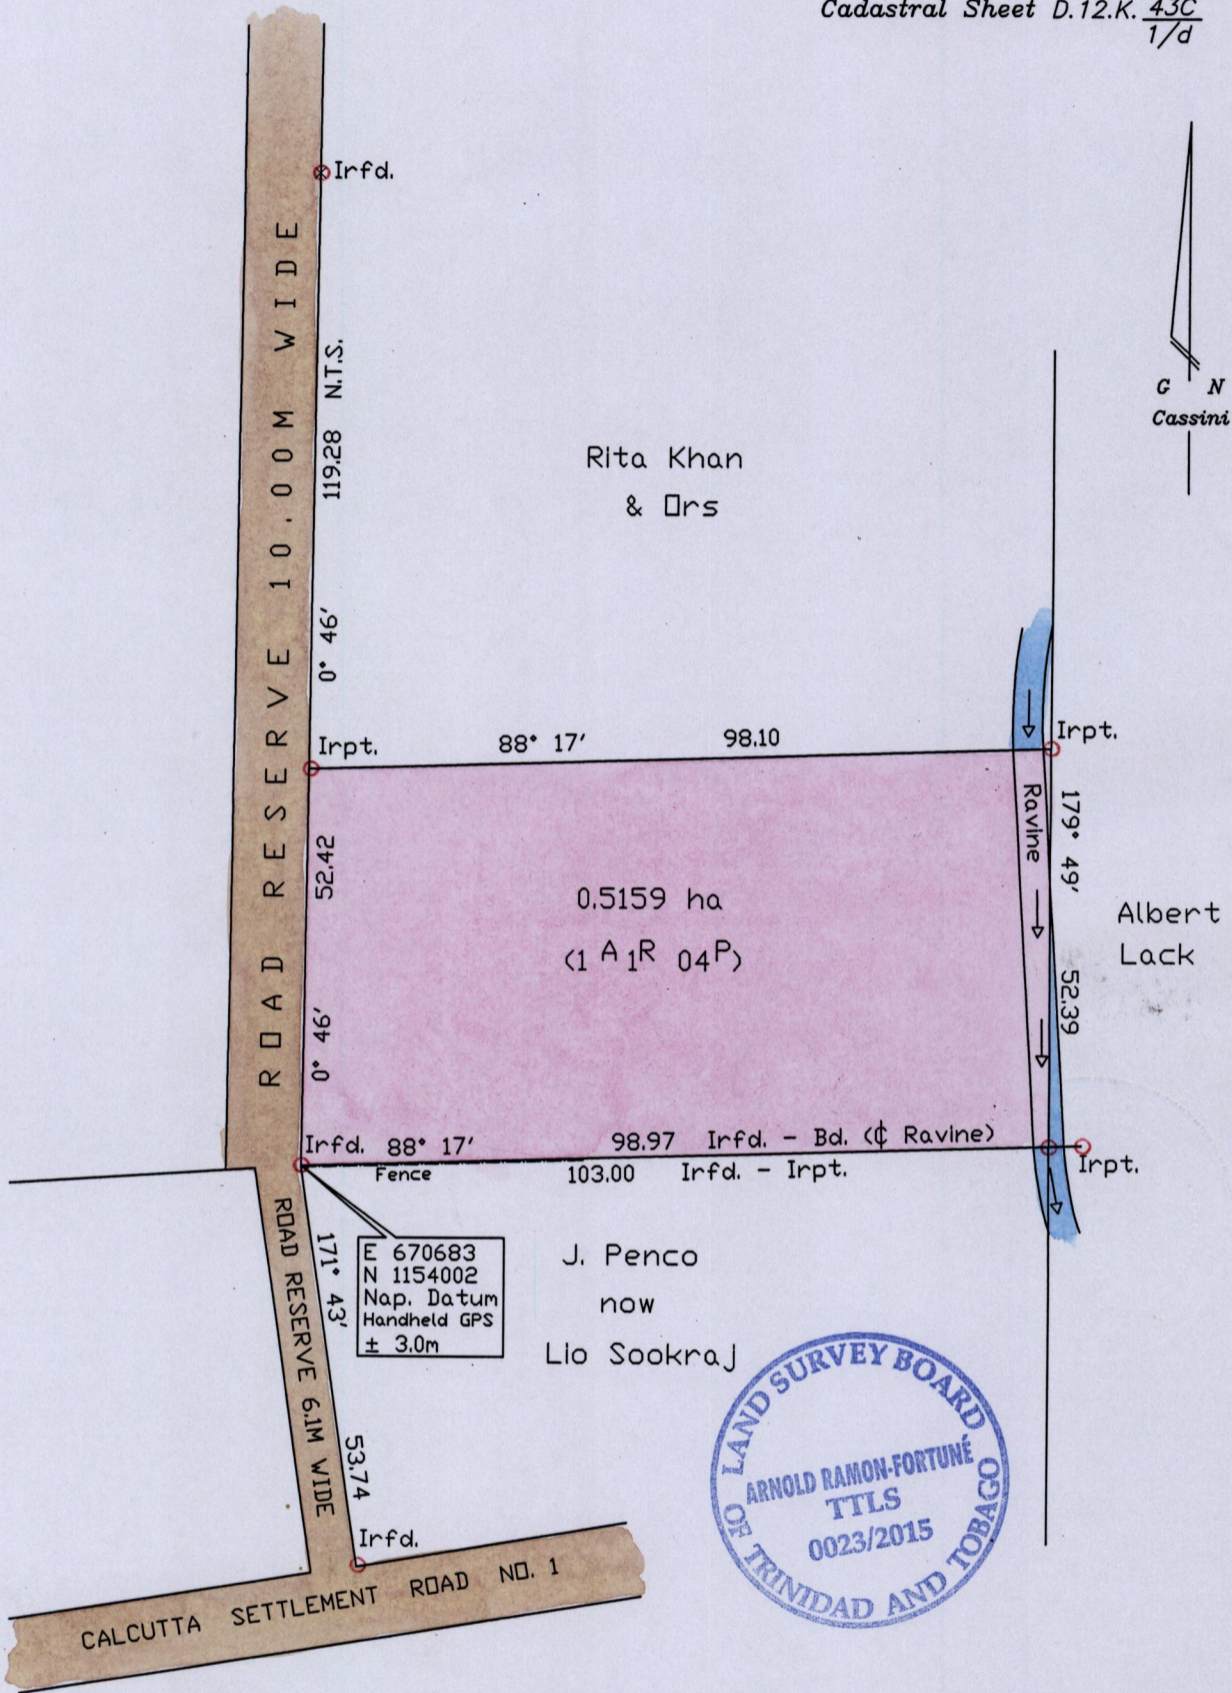 Cadastral Sheet D.12.K. 43C
1/d
Irfd.
ROAD RESERVE 10.00M WIDE
119.28 N.T.S.
0° 46'
G N
Cassini
Rita Khan
& Ors
Irpt.
88° 17' 98.10
Irpt.
Ravine
179° 49'
52.39
Albert
Lack
52.42
0° 46'
0.5159 ha
(1 A 1R 04P)
Irfd. 88° 17' 98.97 Irfd. - Bd. (₵ Ravine)
Fence 103.00 Irfd. - Irpt.
Irpt.
ROAD RESERVE 6.1M WIDE
171° 43'
53.74
E 670683
N 1154002
Nap. Datum
Handheld GPS
± 3.0m
J. Penco
now
Lio Sookraj
Irfd.
CALCUTTA SETTLEMENT ROAD NO. 1
LAND SURVEY BOARD
OF TRINIDAD AND TOBAGO
ARNOLD RAMON-FORTUNÉ
TTLS
0023/2015